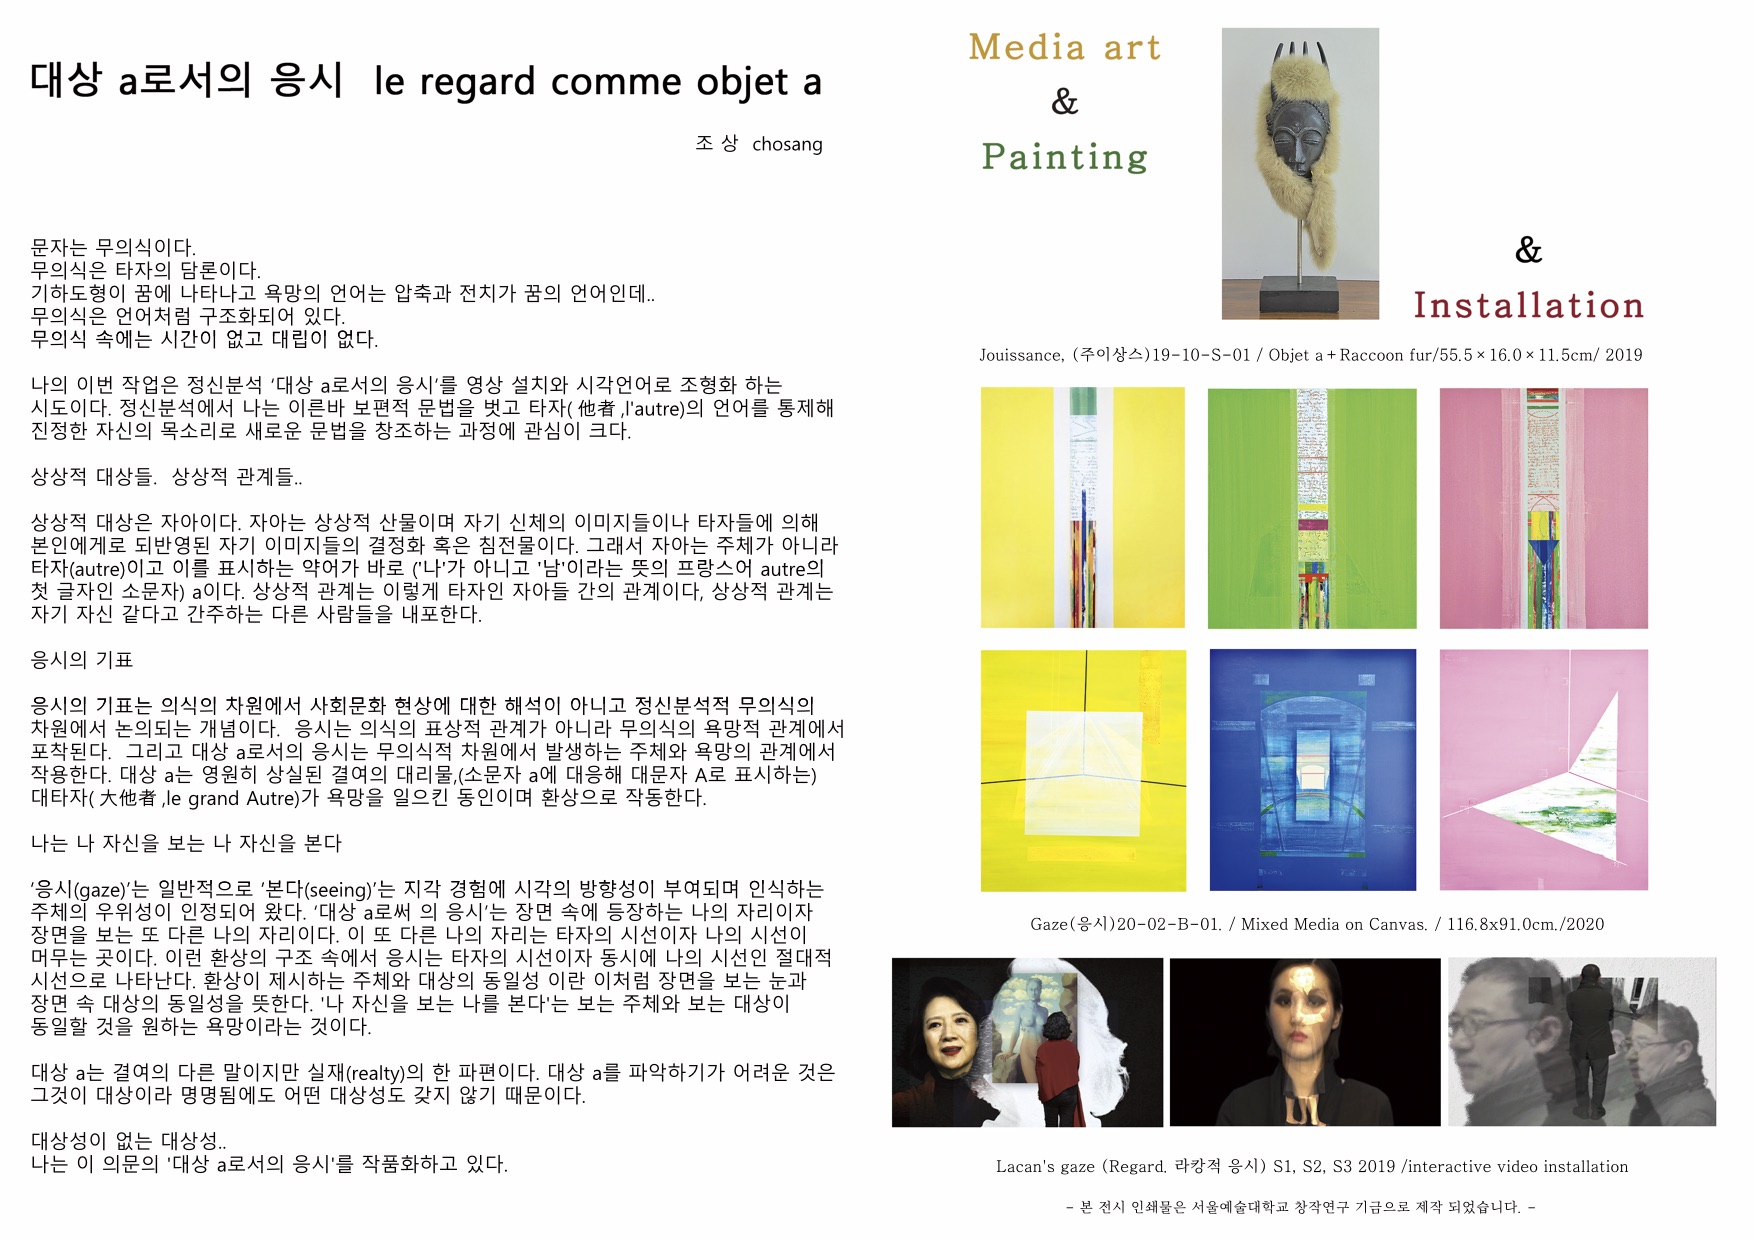 대상 a로서의 응시 le regard comme objet a
조 상 chosang
문자는 무의식이다.
무의식은 타자의 담론이다.
기하도형이 꿈에 나타나고 욕망의 언어는 압축과 전치가 꿈의 언어인데..
무의식은 언어처럼 구조화되어 있다.
무의식 속에는 시간이 없고 대립이 없다.
나의 이번 작업은 정신분석 ‘대상 a로서의 응시’를 영상 설치와 시각언어로 조형화 하는
시도이다. 정신분석에서 나는 이른바 보편적 문법을 벗고 타자( 他者 ,l'autre)의 언어를 통제해
진정한 자신의 목소리로 새로운 문법을 창조하는 과정에 관심이 크다.
상상적 대상들. 상상적 관계들..
상상적 대상은 자아이다. 자아는 상상적 산물이며 자기 신체의 이미지들이나 타자들에 의해
본인에게로 되반영된 자기 이미지들의 결정화 혹은 침전물이다. 그래서 자아는 주체가 아니라
타자(autre)이고 이를 표시하는 약어가 바로 ('나'가 아니고 '남'이라는 뜻의 프랑스어 autre의
첫 글자인 소문자) a이다. 상상적 관계는 이렇게 타자인 자아들 간의 관계이다, 상상적 관계는
자기 자신 같다고 간주하는 다른 사람들을 내포한다.
응시의 기표
응시의 기표는 의식의 차원에서 사회문화 현상에 대한 해석이 아니고 정신분석적 무의식의
차원에서 논의되는 개념이다. 응시는 의식의 표상적 관계가 아니라 무의식의 욕망적 관계에서
포착된다. 그리고 대상 a로서의 응시는 무의식적 차원에서 발생하는 주체와 욕망의 관계에서
작용한다. 대상 a는 영원히 상실된 결여의 대리물,(소문자 a에 대응해 대문자 A로 표시하는)
대타자( 大他者 ,le grand Autre)가 욕망을 일으킨 동인이며 환상으로 작동한다.
나는 나 자신을 보는 나 자신을 본다
‘응시(gaze)’는 일반적으로 ‘본다(seeing)’는 지각 경험에 시각의 방향성이 부여되며 인식하는
주체의 우위성이 인정되어 왔다. ‘대상 a로써 의 응시’는 장면 속에 등장하는 나의 자리이자
장면을 보는 또 다른 나의 자리이다. 이 또 다른 나의 자리는 타자의 시선이자 나의 시선이
머무는 곳이다. 이런 환상의 구조 속에서 응시는 타자의 시선이자 동시에 나의 시선인 절대적
시선으로 나타난다. 환상이 제시하는 주체와 대상의 동일성 이란 이처럼 장면을 보는 눈과
장면 속 대상의 동일성을 뜻한다. '나 자신을 보는 나를 본다'는 보는 주체와 보는 대상이
동일할 것을 원하는 욕망이라는 것이다.
대상 a는 결여의 다른 말이지만 실재(realty)의 한 파편이다. 대상 a를 파악하기가 어려운 것은
그것이 대상이라 명명됨에도 어떤 대상성도 갖지 않기 때문이다.
대상성이 없는 대상성..
나는 이 의문의 '대상 a로서의 응시'를 작품화하고 있다.
Media art
&
Painting
&
Installation
Jouissance, (주이상스)19-10-S-01 / Objet a + Raccoon fur/55.5 × 16.0 × 11.5cm/ 2019
Gaze(응시)20-02-B-01. / Mixed Media on Canvas. / 116.8x91.0cm./2020
Lacan's gaze (Regard. 라캉적 응시) S1, S2, S3 2019 /interactive video installation
- 본 전시 인쇄물은 서울예술대학교 창작연구 기금으로 제작 되었습니다. -